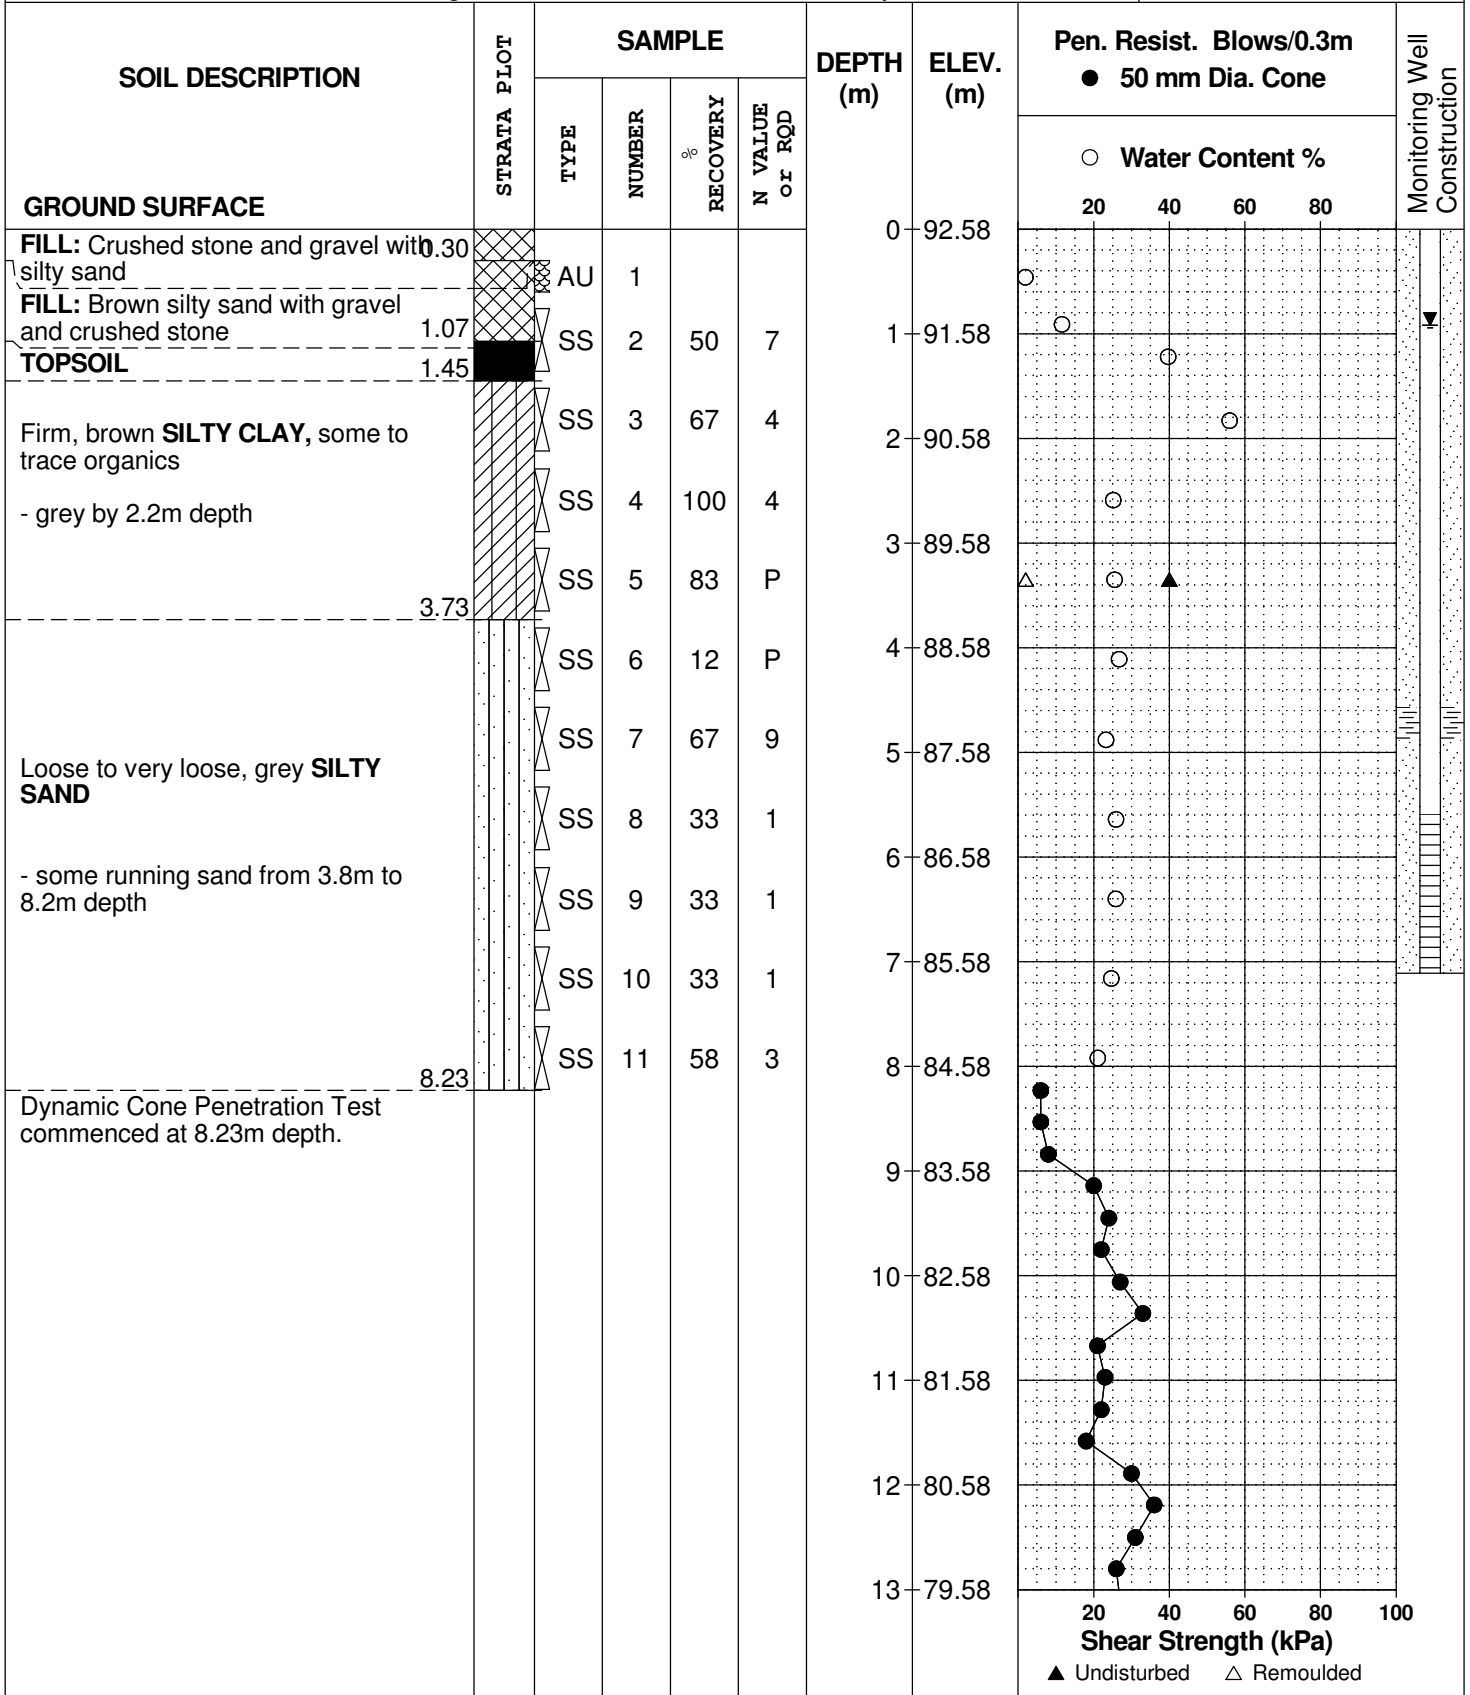 SOIL DESCRIPTION
GROUND SURFACE
STRATA PLOT
SAMPLE
TYPE
NUMBER
%
RECOVERY
N VALUE
or RQD
DEPTH
(m)
ELEV.
(m)
Pen. Resist. Blows/0.3m
● 50 mm Dia. Cone
○ Water Content %
20 40 60 80
Monitoring Well
Construction
FILL: Crushed stone and gravel with 0.30
silty sand
FILL: Brown silty sand with gravel
and crushed stone 1.07
TOPSOIL 1.45
Firm, brown SILTY CLAY, some to
trace organics
- grey by 2.2m depth
3.73
Loose to very loose, grey SILTY
SAND
- some running sand from 3.8m to
8.2m depth
8.23
Dynamic Cone Penetration Test
commenced at 8.23m depth.
AU 1
SS 2 50 7
SS 3 67 4
SS 4 100 4
SS 5 83 P
SS 6 12 P
SS 7 67 9
SS 8 33 1
SS 9 33 1
SS 10 33 1
SS 11 58 3
0 92.58
1 91.58
2 90.58
3 89.58
4 88.58
5 87.58
6 86.58
7 85.58
8 84.58
9 83.58
10 82.58
11 81.58
12 80.58
13 79.58
20 40 60 80 100
Shear Strength (kPa)
▲ Undisturbed △ Remoulded